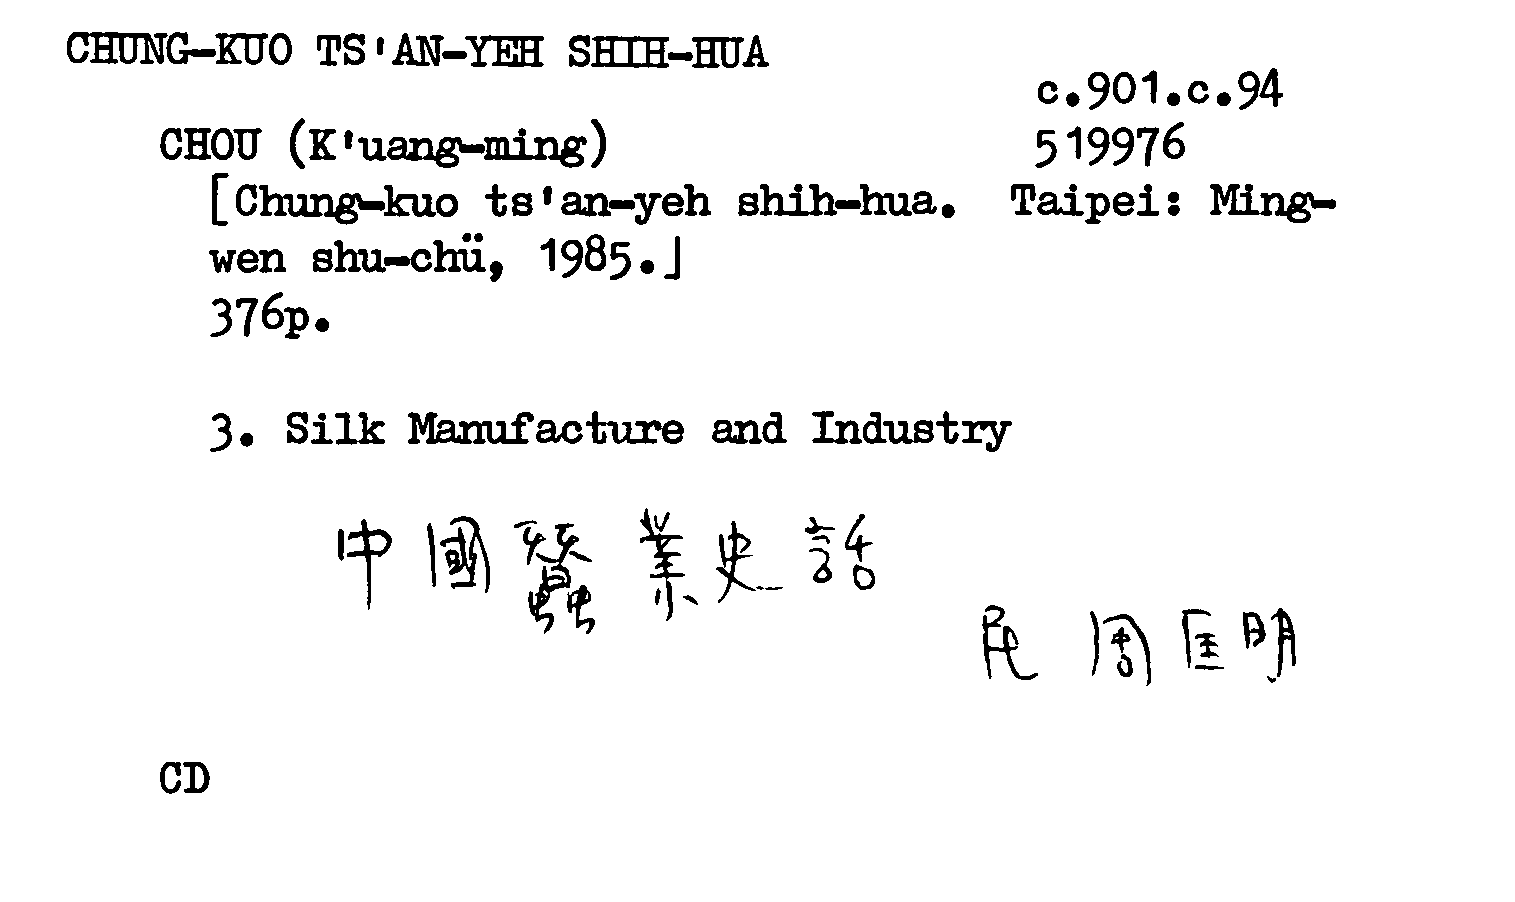 CHUNG-KUO TS'AN-YEH SHIH-HUA
c.901.c.94
CHOU (K'uang-ming)
519976
[Chung-kuo ts'an-yeh shih-hua. Taipei: Ming-
wen shu-chü, 1985.]
376p.
3. Silk Manufacture and Industry
中國蠶業史話
民 周匡明
CD